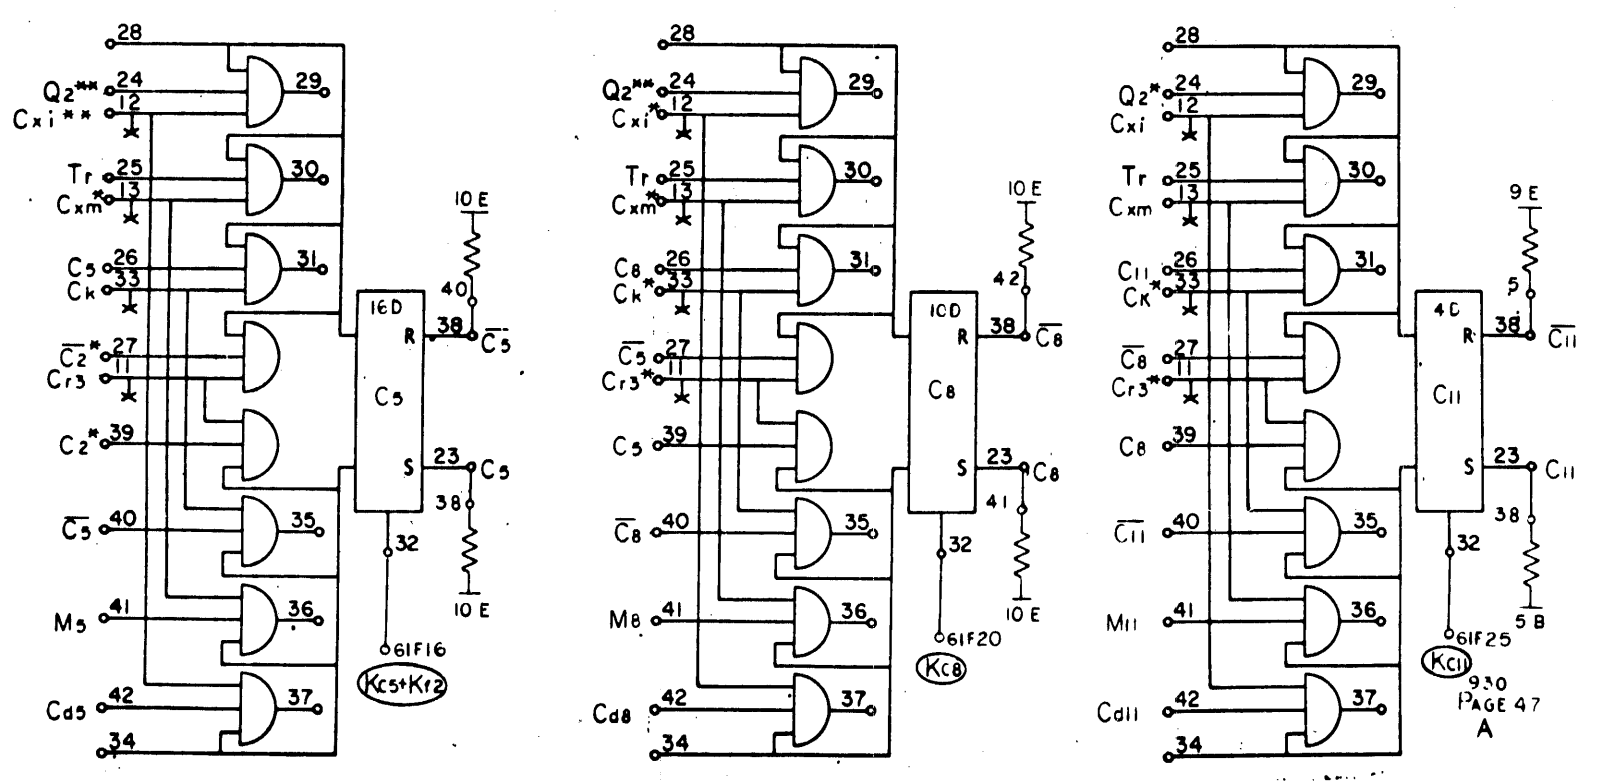 28
Q2** 24
29
Cxi** 12
Tr 25
30
Cxm* 13
10 E
C5 26
31
Ck 33
40
16D
R 38 C̅5̅
C̅2̅* 27
Cr3 11
C5
C2* 39
S 23 C5
38
C̅5̅ 40
35
32
10 E
M5 41
36
61F16
Kc5+Kr2
Cd5 42
37
34
28
Q2** 24
29
Cxi* 12
Tr 25
30
Cxm* 13
10 E
C8 26
31
Ck* 33
42
10D
R 38 C̅8̅
C̅5̅ 27
Cr3* 11
C8
C5 39
S 23 C8
41
C̅8̅ 40
35
32
10 E
M8 41
36
61F20
Kc8
Cd8 42
37
34
28
Q2* 24
29
Cxi 12
Tr 25
30
Cxm 13
9 E
C11 26
31
CK* 33
5
4D
R 38 C̅1̅1̅
C̅8̅ 27
Cr3* 11
C11
C8 39
S 23 C11
38
C̅1̅1̅ 40
35
32
5B
M11 41
36
61F25
Kc11
Cd11 42
37
34
930
PAGE 47
A